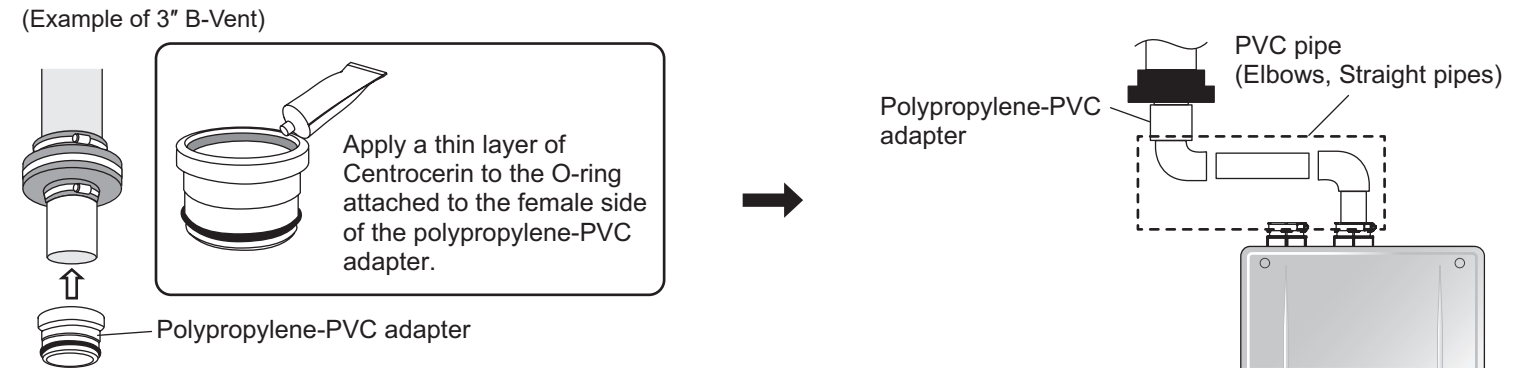 (Example of 3″ B-Vent)
Apply a thin layer of
Centrocerin to the O-ring
attached to the female side
of the polypropylene-PVC
adapter.
Polypropylene-PVC adapter
Polypropylene-PVC
adapter
PVC pipe
(Elbows, Straight pipes)